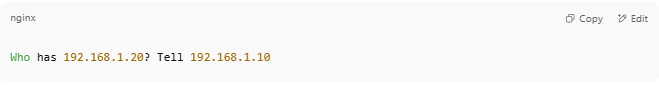 nginx
Copy Edit
Who has 192.168.1.20? Tell 192.168.1.10